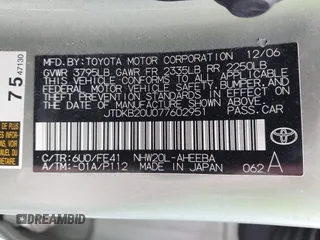 75
47130
MFD. BY: TOYOTA MOTOR CORPORATION 12/06
GVWR 3795LB GAWR FR 2335LB RR 2250LB
THIS VEHICLE CONFORMS TO ALL APPLICABLE
FEDERAL MOTOR VEHICLE SAFETY, BUMPER, AND
THEFT PREVENTION STANDARDS IN EFFECT ON THE
DATE OF MANUFACTURE SHOWN ABOVE.
JTDKB20U077602951 PASS.CAR
C/TR:6U0/FE41 NHW20L-AHEEBA
A/TM:-01A/P112 MADE IN JAPAN 062 A
TOYOTA
DREAMBID